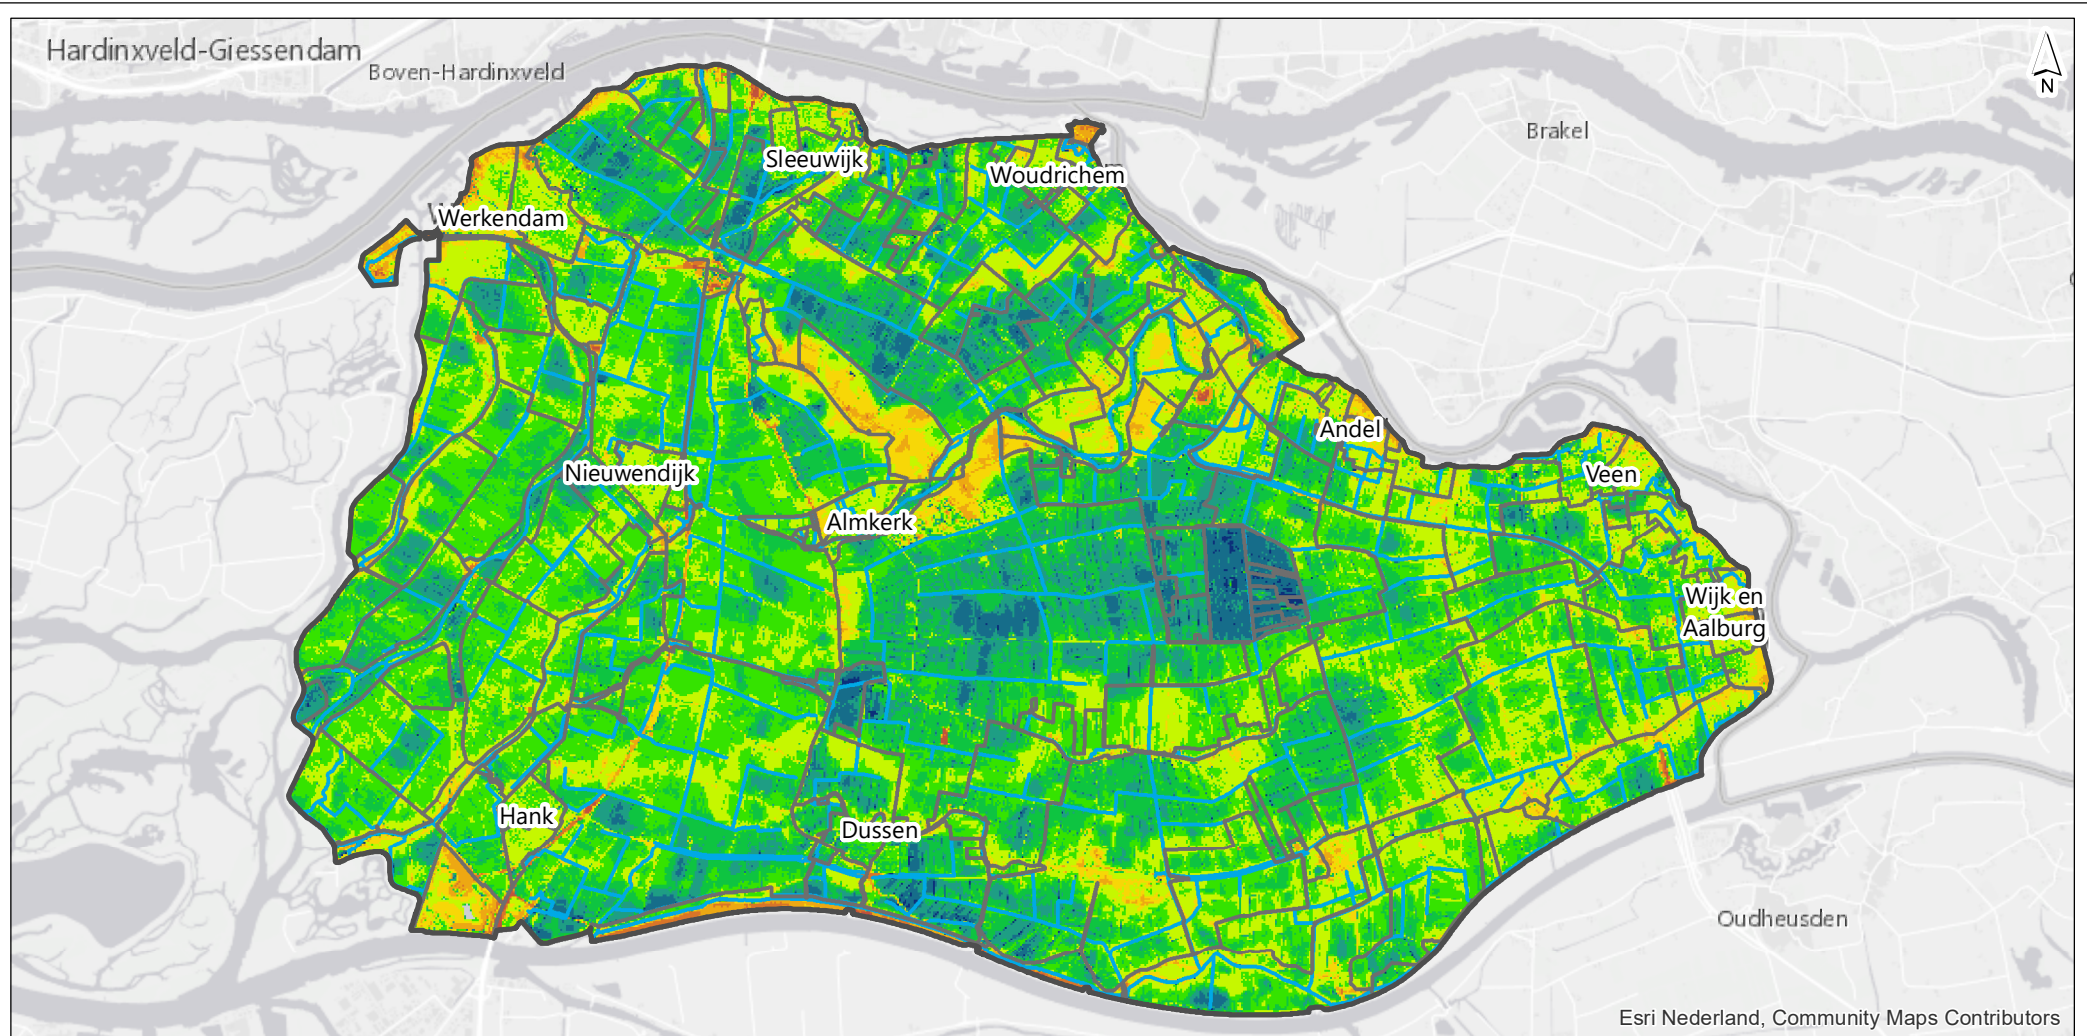 Hardinxveld-Giessendam
Boven-Hardinxveld
N
Brakel
Sleeuwijk
Woudrichem
Werkendam
Andel
Veen
Nieuwendijk
Almkerk
Wijk en
Aalburg
Hank
Dussen
Oudheusden
Esri Nederland, Community Maps Contributors